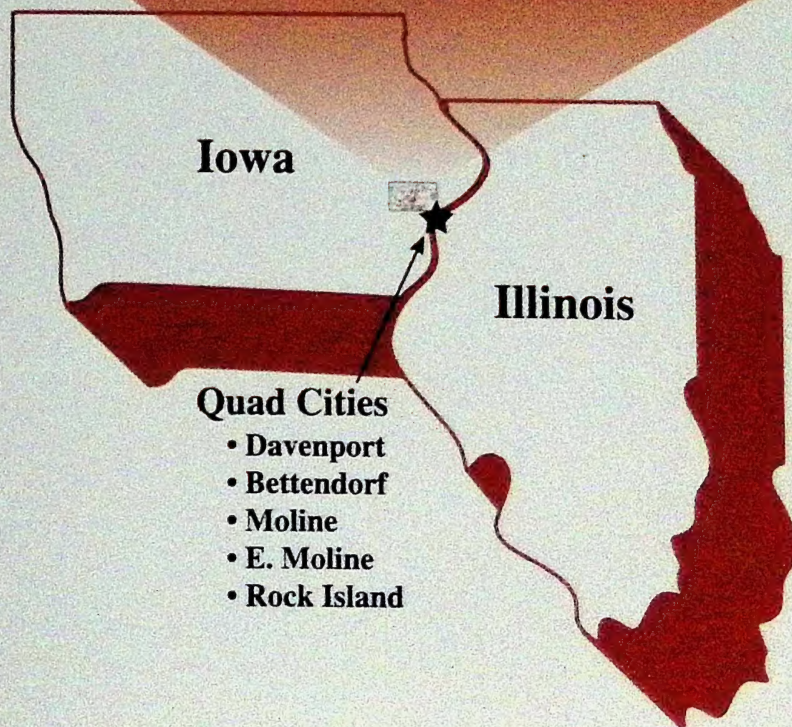 Iowa
Illinois
Quad Cities
• Davenport
• Bettendorf
• Moline
• E. Moline
• Rock Island